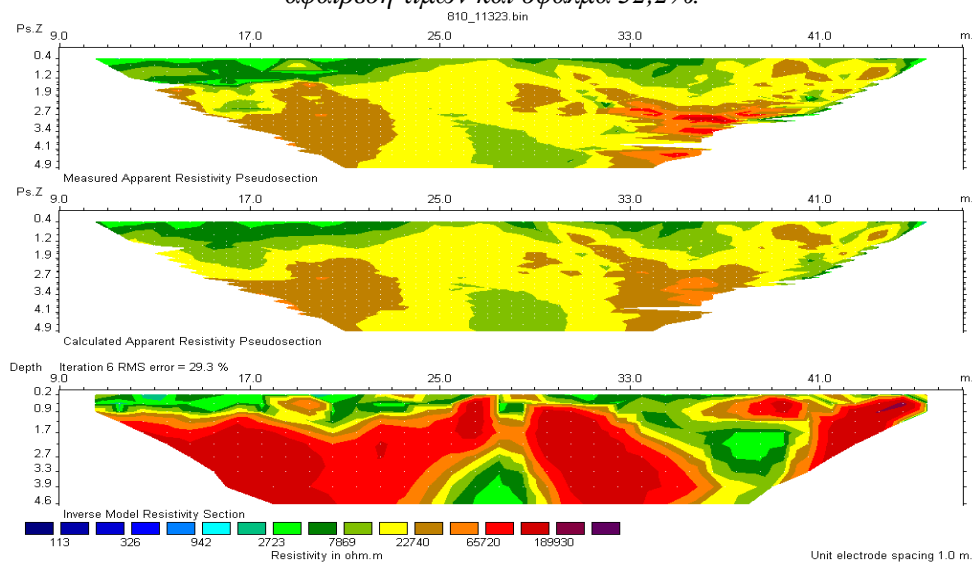 αφαίρεση τιμών και σφάλμα 32,2%.
810_11323.bin
Ps.Z
9.0 17.0 25.0 33.0 41.0 m.
0.4
1.2
1.9
2.7
3.4
4.1
4.9
Measured Apparent Resistivity Pseudosection
Ps.Z
9.0 17.0 25.0 33.0 41.0 m.
0.4
1.2
1.9
2.7
3.4
4.1
4.9
Calculated Apparent Resistivity Pseudosection
Depth Iteration 6 RMS error = 29.3 %
9.0 17.0 25.0 33.0 41.0 m.
0.2
0.9
1.7
2.7
3.3
3.9
4.6
Inverse Model Resistivity Section
113 326 942 2723 7869 22740 65720 189930
Resistivity in ohm.m Unit electrode spacing 1.0 m.